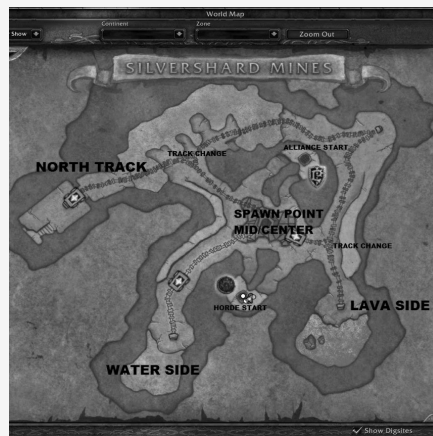 World Map
Continent
Zone
Show
Zoom Out
SILVERSHARD MINES
ALLIANCE START
TRACK CHANGE
NORTH TRACK
SPAWN POINT
MID/CENTER
TRACK CHANGE
HORDE START
LAVA SIDE
WATER SIDE
Show Digsites